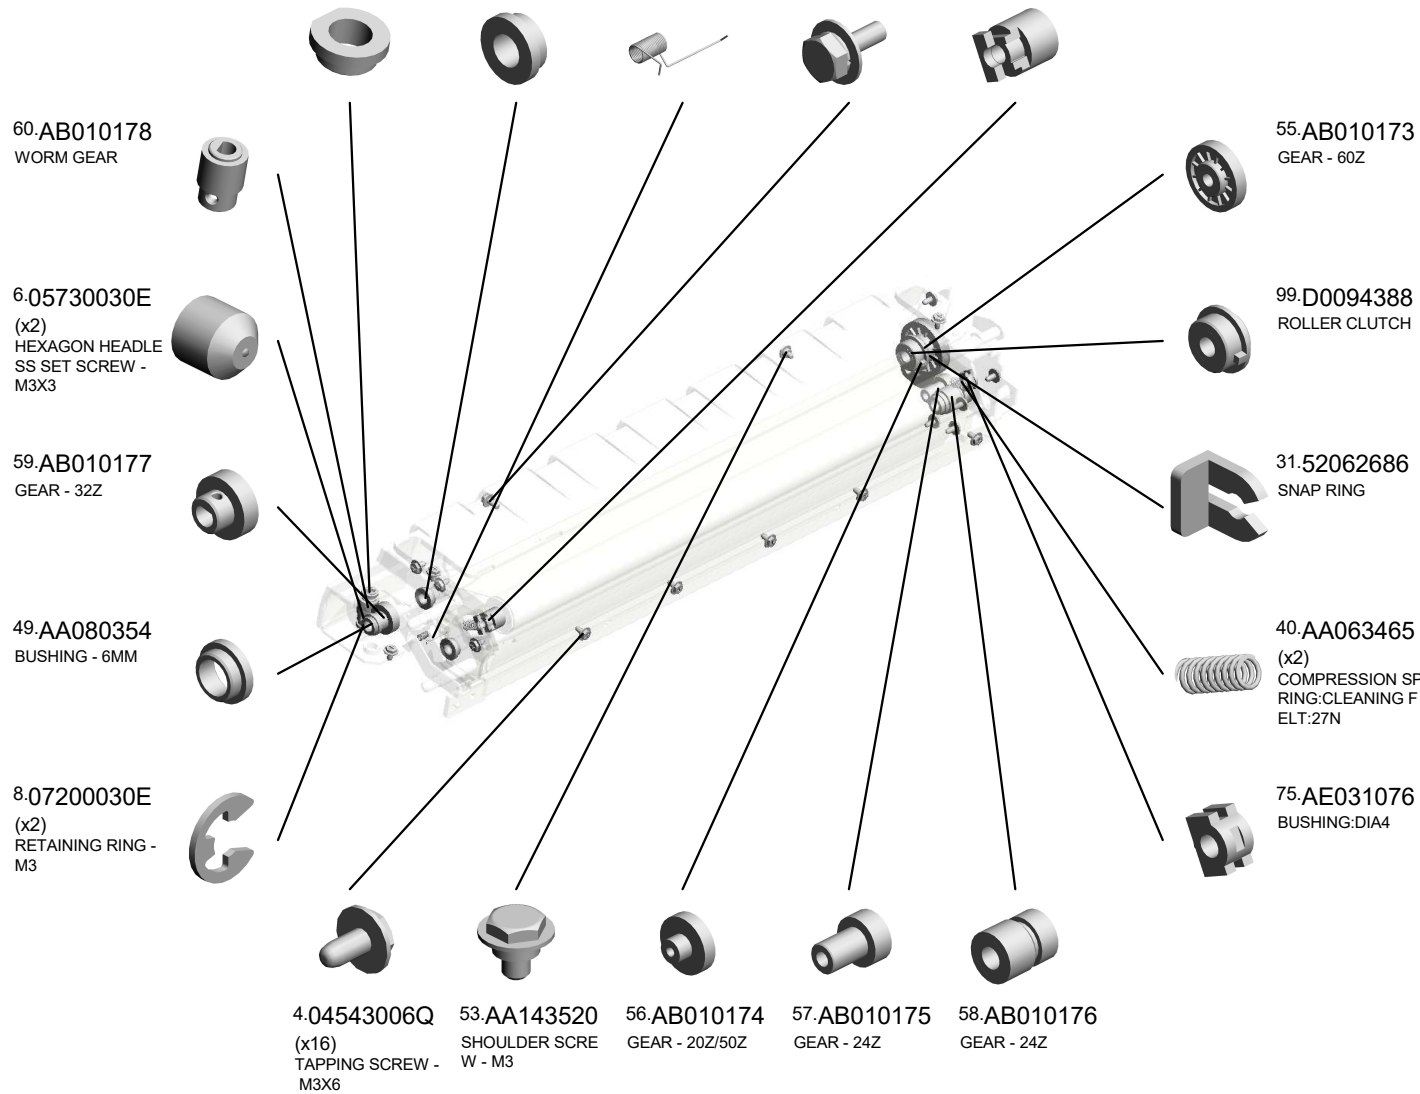 60.AB010178
WORM GEAR
6.05730030E
(x2)
HEXAGON HEADLE
SS SET SCREW -
M3X3
59.AB010177
GEAR - 32Z
49.AA080354
BUSHING - 6MM
8.07200030E
(x2)
RETAINING RING -
M3
55.AB010173
GEAR - 60Z
99.D0094388
ROLLER CLUTCH
31.52062686
SNAP RING
40.AA063465
(x2)
COMPRESSION SP
RING:CLEANING F
ELT:27N
75.AE031076
BUSHING:DIA4
4.04543006Q
(x16)
TAPPING SCREW -
M3X6
53.AA143520
SHOULDER SCRE
W - M3
56.AB010174
GEAR - 20Z/50Z
57.AB010175
GEAR - 24Z
58.AB010176
GEAR - 24Z